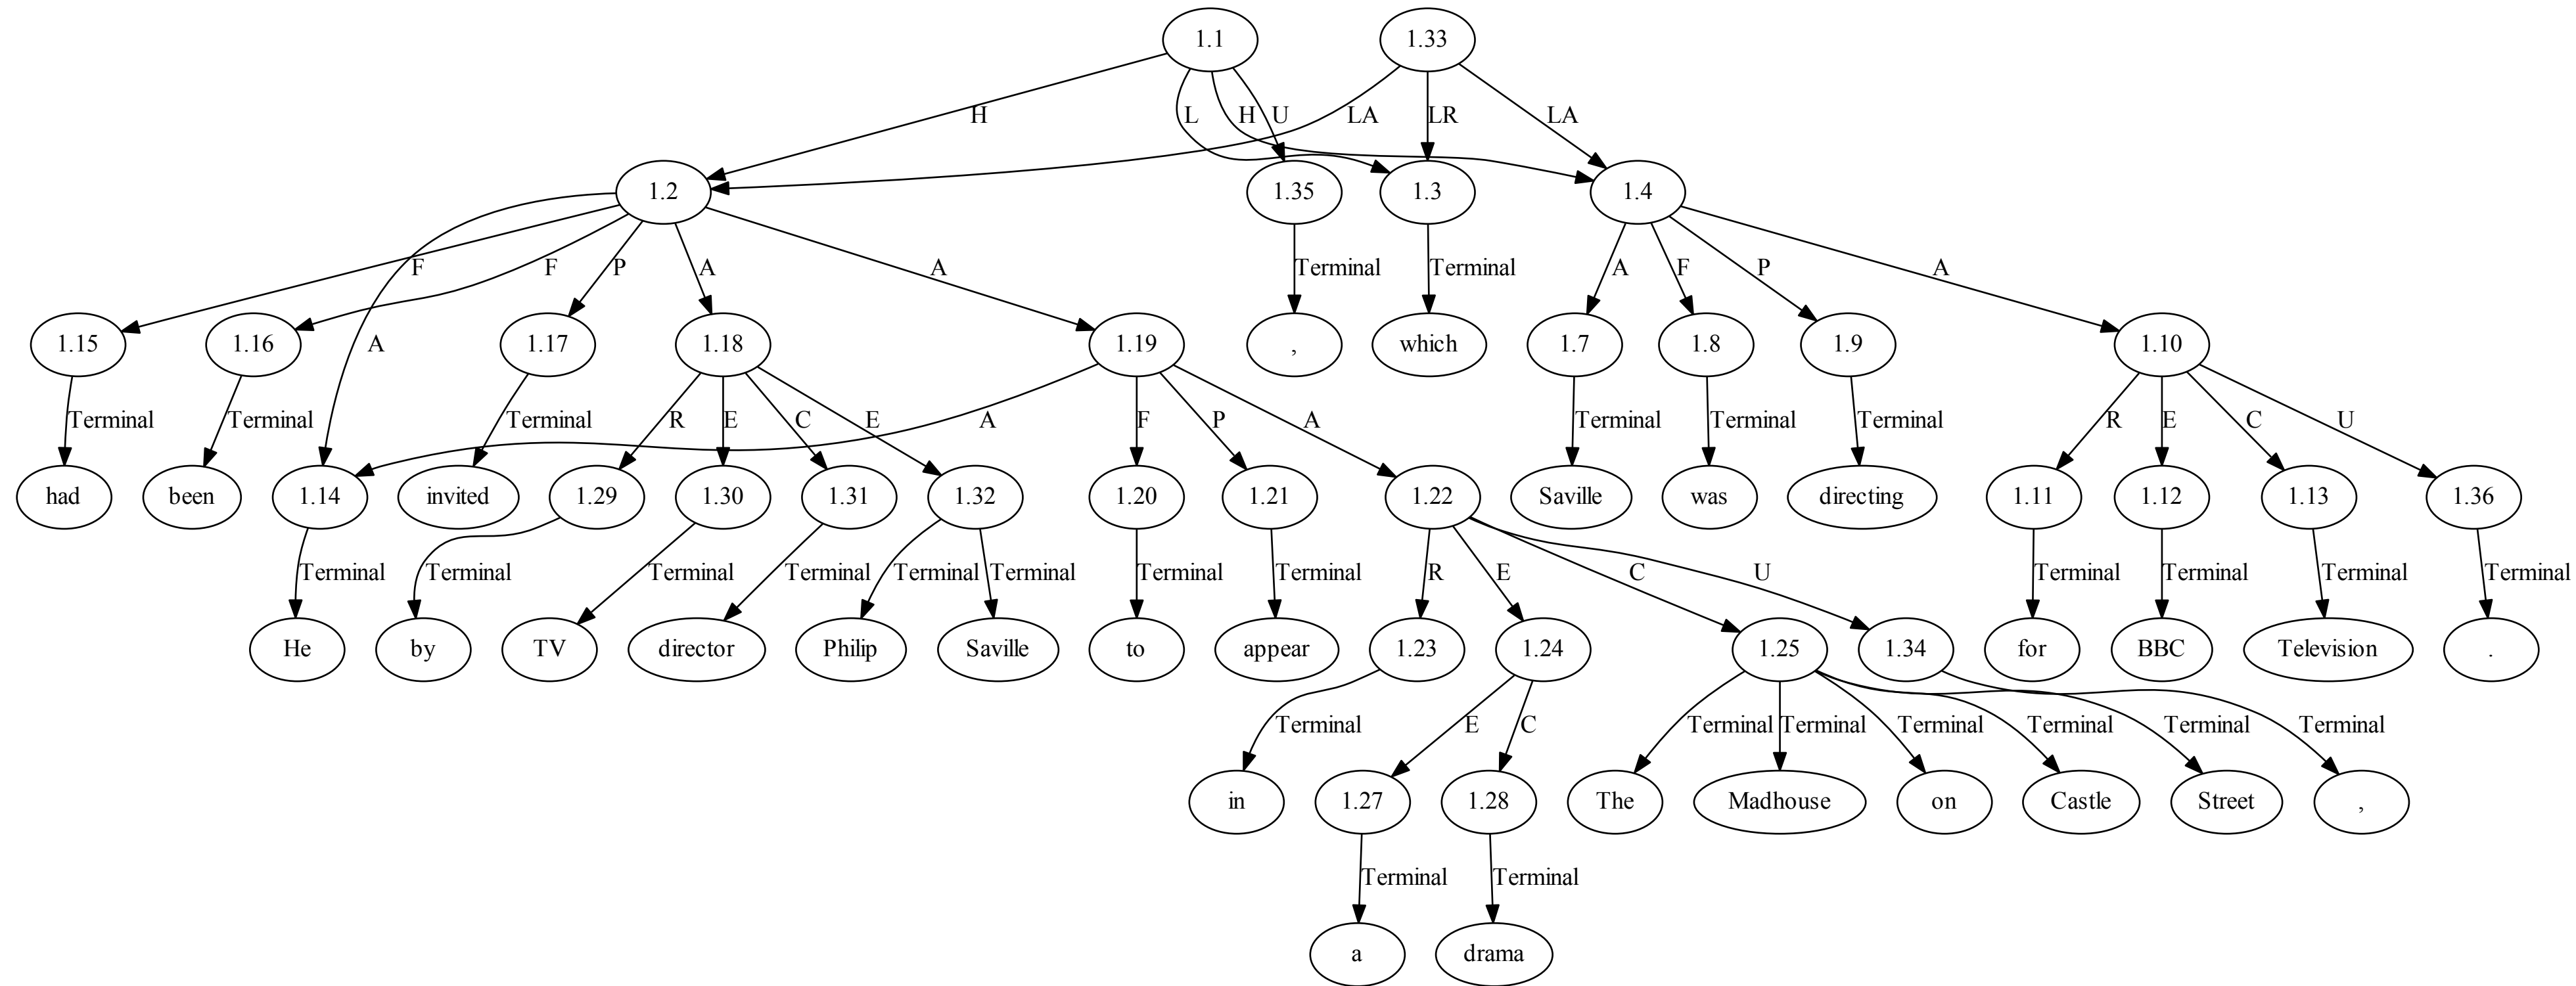 1.1 1.33
H L H U LA LR LA
1.2 1.35 1.3 1.4
F A F P A A Terminal Terminal A F P A
1.15 1.16 1.17 1.18 1.19 , which 1.7 1.8 1.9 1.10
Terminal Terminal Terminal R E C E A F P A Terminal Terminal Terminal R E C U
had been 1.14 invited 1.29 1.30 1.31 1.32 1.20 1.21 1.22 Saville was directing 1.11 1.12 1.13 1.36
Terminal Terminal Terminal Terminal Terminal Terminal Terminal Terminal R E C U Terminal Terminal Terminal Terminal
He by TV director Philip Saville to appear 1.23 1.24 1.25 1.34 for BBC Television .
Terminal E C Terminal Terminal Terminal Terminal Terminal Terminal
in 1.27 1.28 The Madhouse on Castle Street ,
Terminal Terminal
a drama